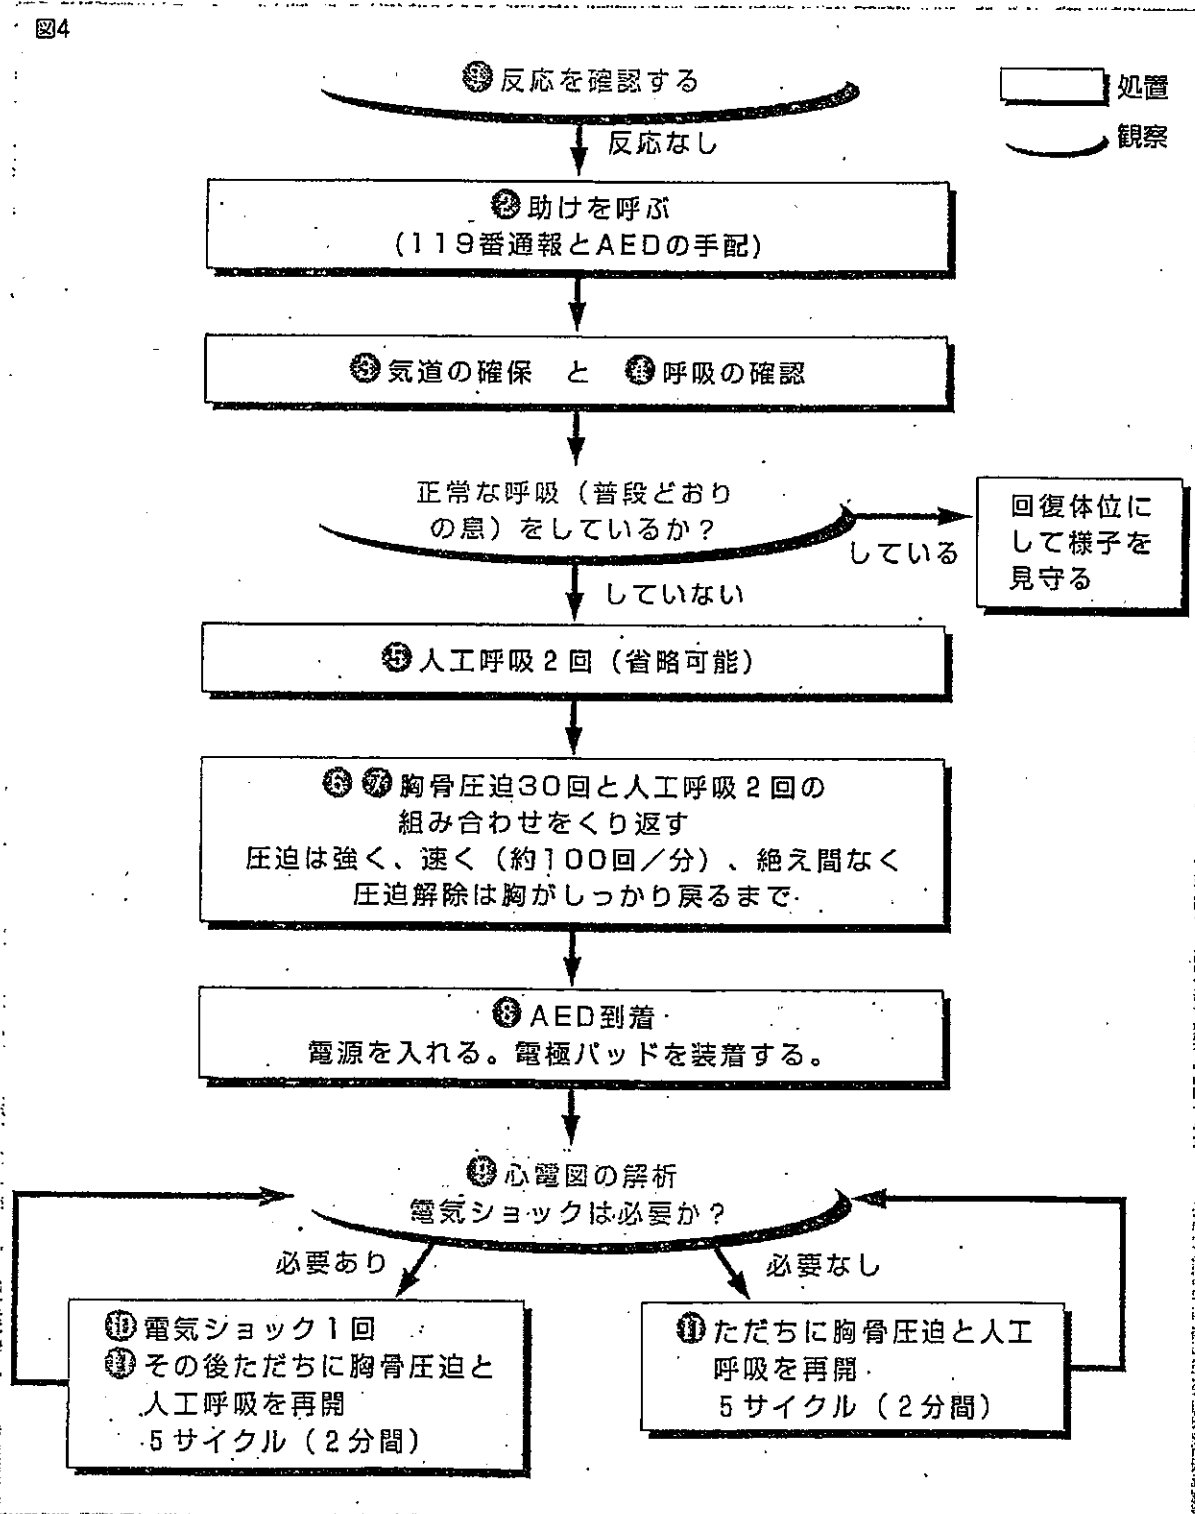 図4
❶反応を確認する
処置
観察
反応なし
❷助けを呼ぶ
(119番通報とAEDの手配)
❸気道の確保　と　❹呼吸の確認
正常な呼吸（普段どおり
の息）をしているか？
している
回復体位に
して様子を
見守る
していない
❺人工呼吸2回（省略可能）
❻❼胸骨圧迫30回と人工呼吸2回の
組み合わせをくり返す
圧迫は強く、速く（約100回／分）、絶え間なく
圧迫解除は胸がしっかり戻るまで
❽AED到着
電源を入れる。電極パッドを装着する。
❾心電図の解析
電気ショックは必要か？
必要あり
必要なし
❿電気ショック1回
⓫その後ただちに胸骨圧迫と
人工呼吸を再開
5サイクル（2分間）
⓫ただちに胸骨圧迫と人工
呼吸を再開
5サイクル（2分間）